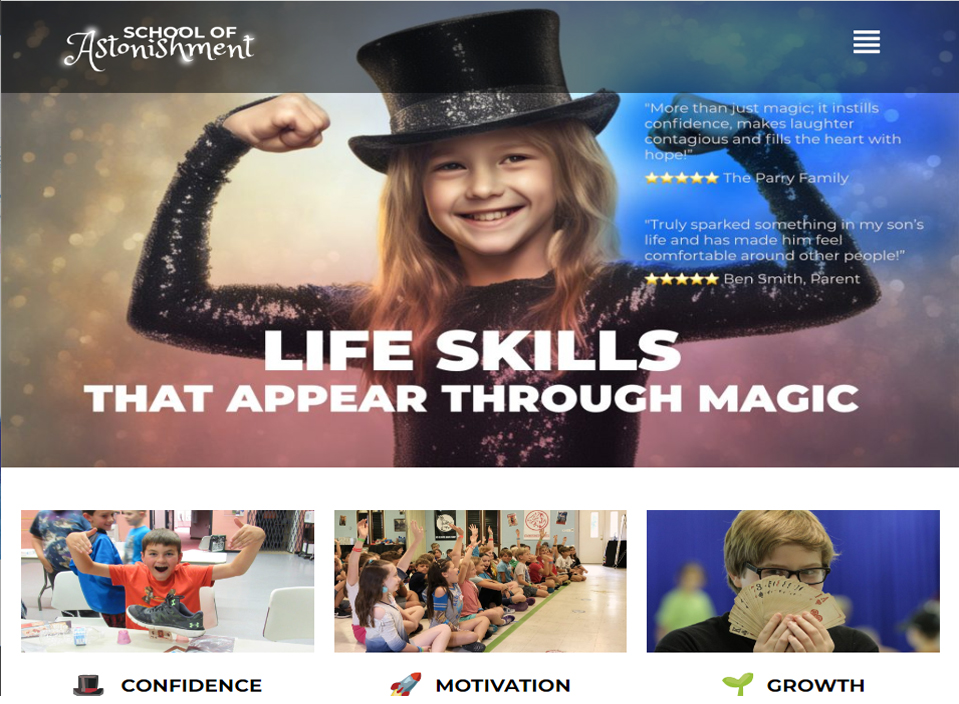 SCHOOL OF
Astonishment
"More than just magic; it instills
confidence, makes laughter
contagious and fills the heart with
hope!"
⭐⭐⭐⭐⭐ The Parry Family
"Truly sparked something in my son's
life and has made him feel
comfortable around other people!"
⭐⭐⭐⭐⭐ Ben Smith, Parent
LIFE SKILLS
THAT APPEAR THROUGH MAGIC
🎩 CONFIDENCE
🚀 MOTIVATION
🌱 GROWTH